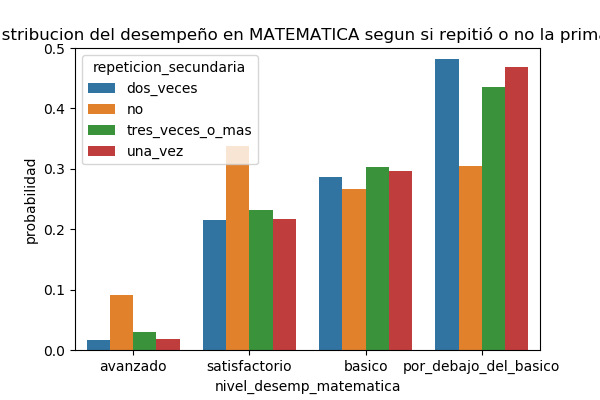 stribucion del desempeño en MATEMATICA segun si repitió o no la prima
repeticion_secundaria
dos_veces
no
tres_veces_o_mas
una_vez
probabilidad
0.5
0.4
0.3
0.2
0.1
0.0
avanzado
satisfactorio
basico
por_debajo_del_basico
nivel_desemp_matematica